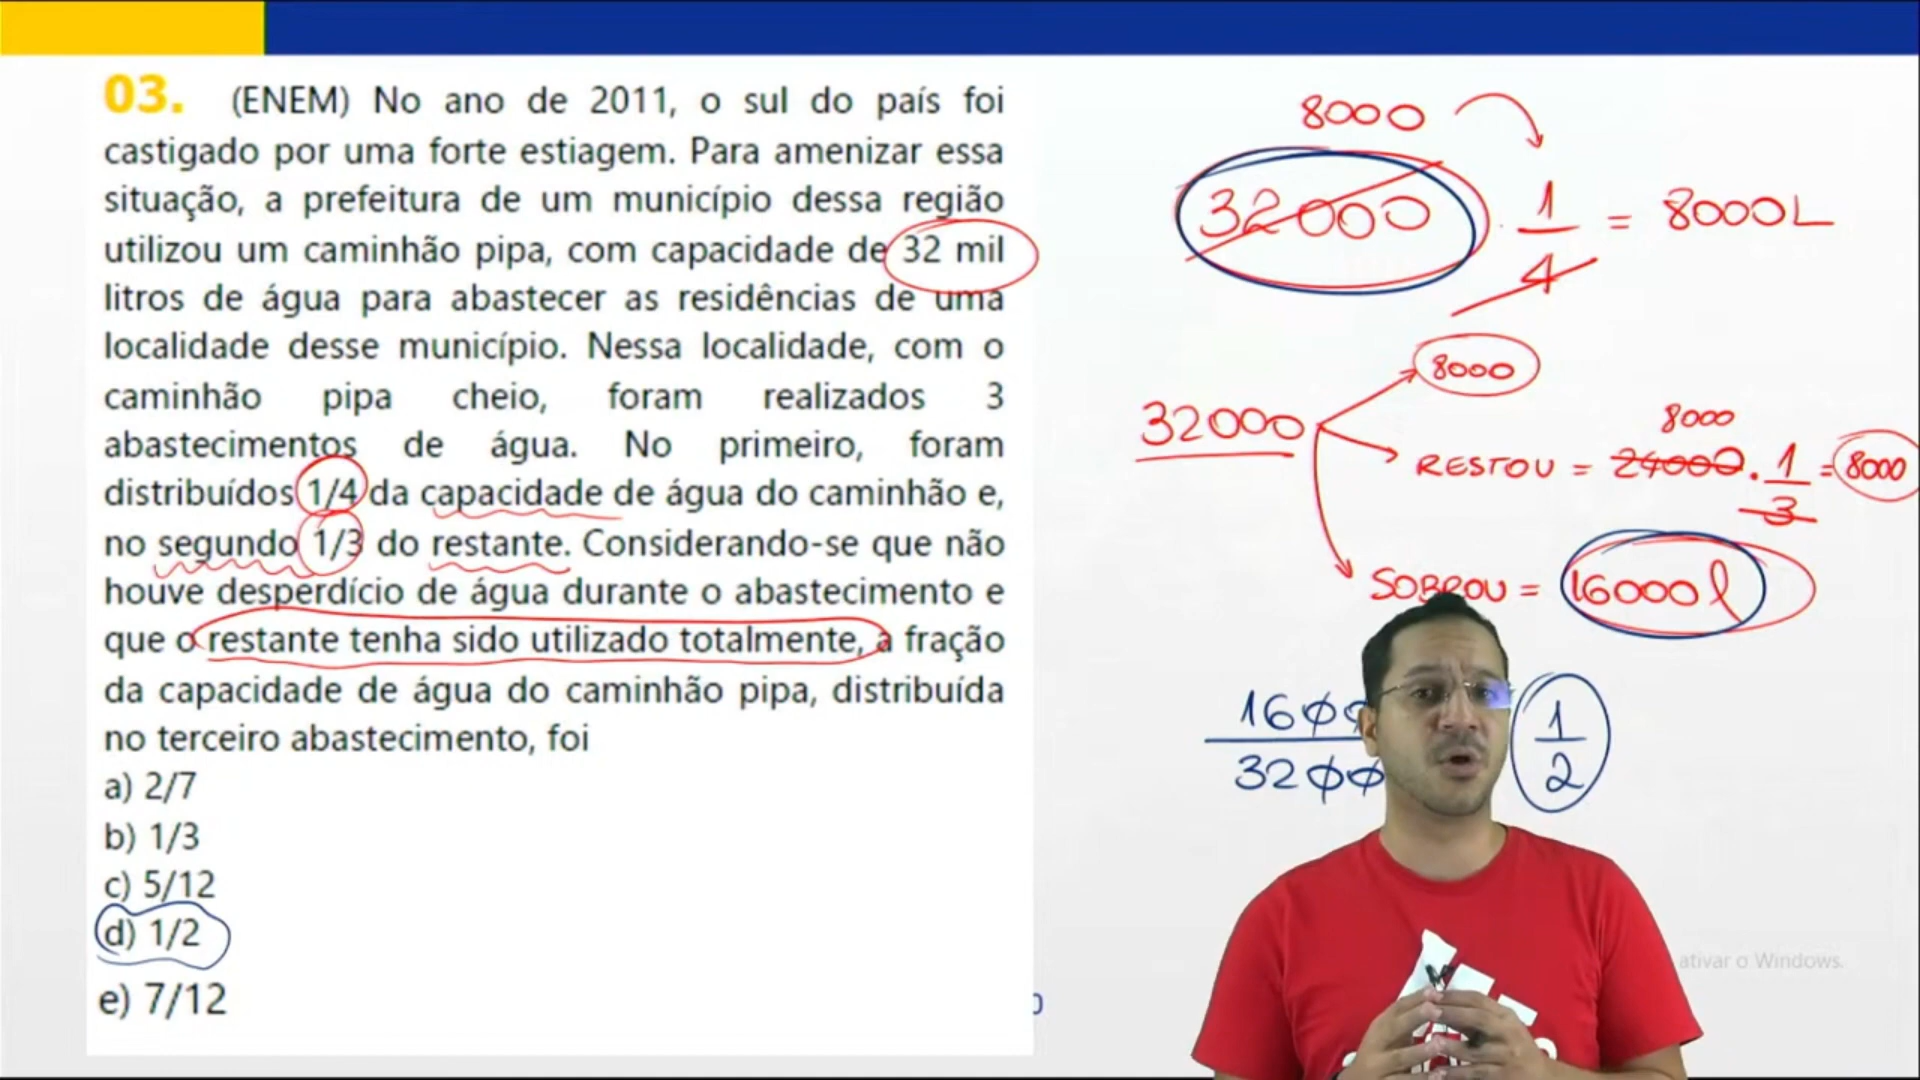 03. (ENEM) No ano de 2011, o sul do país foi
castigado por uma forte estiagem. Para amenizar essa
situação, a prefeitura de um município dessa região
utilizou um caminhão pipa, com capacidade de 32 mil
litros de água para abastecer as residências de uma
localidade desse município. Nessa localidade, com o
caminhão pipa cheio, foram realizados 3
abastecimentos de água. No primeiro, foram
distribuídos 1/4 da capacidade de água do caminhão e,
no segundo 1/3 do restante. Considerando-se que não
houve desperdício de água durante o abastecimento e
que o restante tenha sido utilizado totalmente, a fração
da capacidade de água do caminhão pipa, distribuída
no terceiro abastecimento, foi
a) 2/7
b) 1/3
c) 5/12
d) 1/2
e) 7/12
8000
32000 . 1/4 = 8000L
8000
32000
8000
RESTOU = 24000 . 1/3 = 8000
SOBROU = 16000 l
1600
3200
1/2
ativar o Windows.